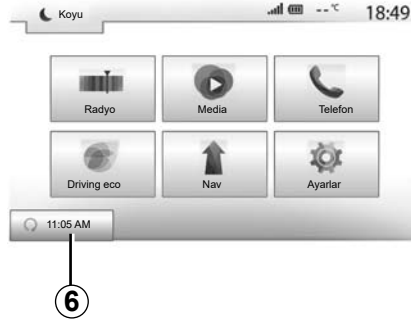 Koyu
--°C 18:49
Radyo Media Telefon
Driving eco Nav Ayarlar
11:05 AM
6